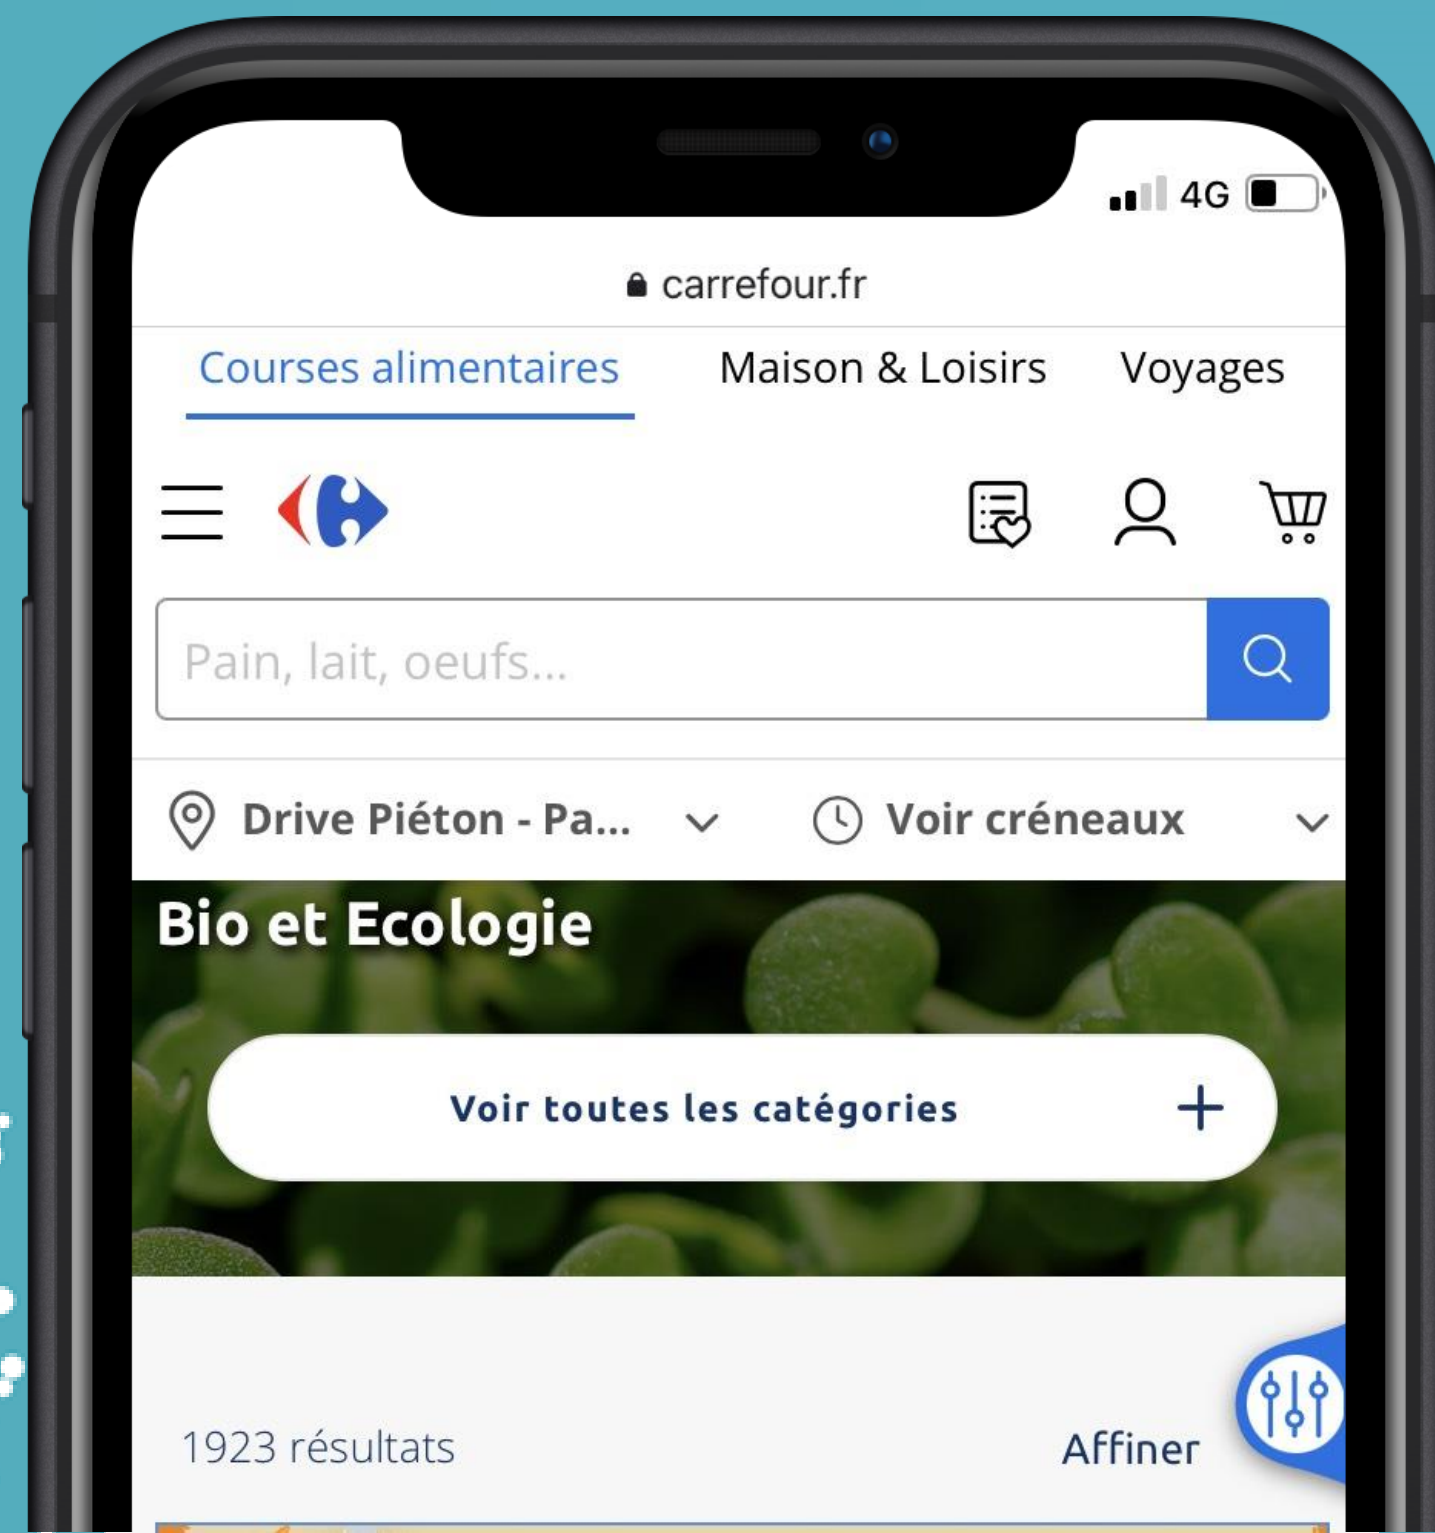 4G
carrefour.fr
Courses alimentaires Maison & Loisirs Voyages
Pain, lait, oeufs...
Drive Piéton - Pa... Voir créneaux
Bio et Ecologie
Voir toutes les catégories
1923 résultats Affiner